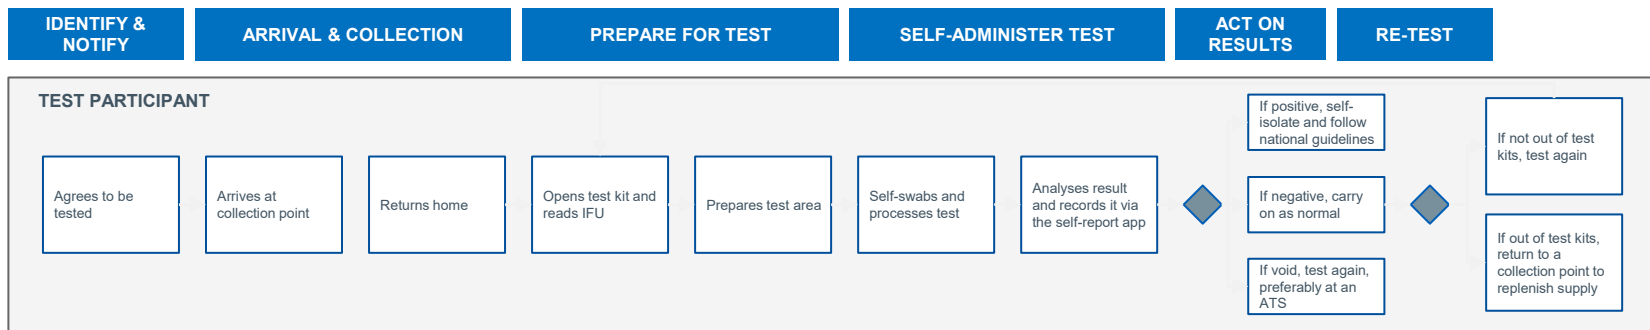 IDENTIFY &
NOTIFY
ARRIVAL & COLLECTION
PREPARE FOR TEST
SELF-ADMINISTER TEST
ACT ON
RESULTS
RE-TEST
TEST PARTICIPANT
Agrees to be
tested
Arrives at
collection point
Returns home
Opens test kit and
reads IFU
Prepares test area
Self-swabs and
processes test
Analyses result
and records it via
the self-report app
If positive, self-
isolate and follow
national guidelines
If negative, carry
on as normal
If void, test again,
preferably at an
ATS
If not out of test
kits, test again
If out of test kits,
return to a
collection point to
replenish supply